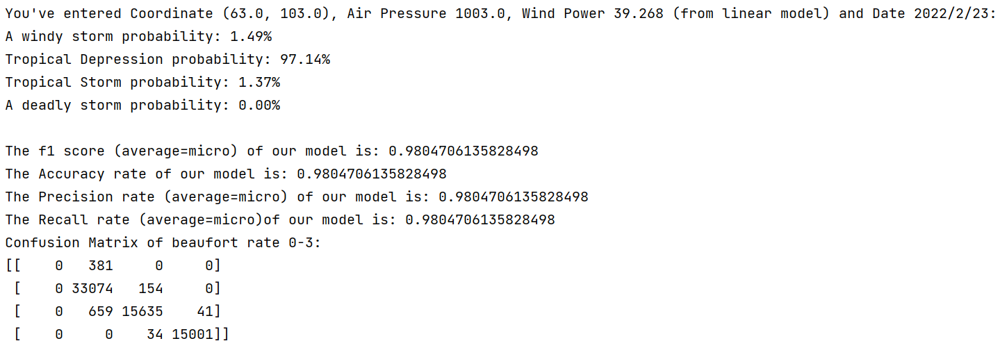 You've entered Coordinate (63.0, 103.0), Air Pressure 1003.0, Wind Power 39.268 (from linear model) and Date 2022/2/23:
A windy storm probability: 1.49%
Tropical Depression probability: 97.14%
Tropical Storm probability: 1.37%
A deadly storm probability: 0.00%

The f1 score (average=micro) of our model is: 0.9804706135828498
The Accuracy rate of our model is: 0.9804706135828498
The Precision rate (average=micro) of our model is: 0.9804706135828498
The Recall rate (average=micro)of our model is: 0.9804706135828498
Confusion Matrix of beaufort rate 0-3:
[[    0   381     0     0]
 [    0 33074   154     0]
 [    0   659 15635    41]
 [    0     0    34 15001]]